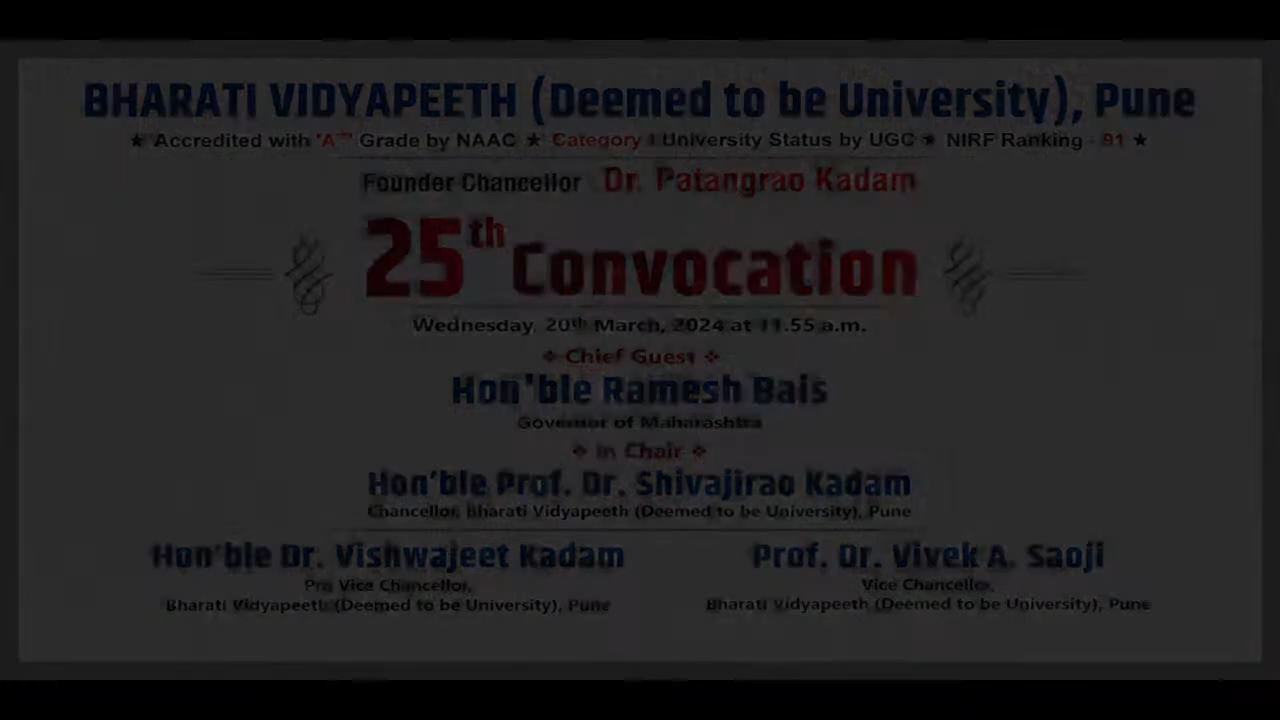 BHARATI VIDYAPEETH (Deemed to be University), Pune
★ Accredited with 'A++' Grade by NAAC ★ Category I University Status by UGC ★ NIRF Ranking - 91 ★
Founder Chancellor Dr. Patangrao Kadam
25th Convocation
Wednesday, 20th March, 2024 at 11.55 a.m.
❖ Chief Guest ❖
Hon'ble Ramesh Bais
Governor of Maharashtra
❖ In Chair ❖
Hon'ble Prof. Dr. Shivajirao Kadam
Chancellor, Bharati Vidyapeeth (Deemed to be University), Pune
Hon'ble Dr. Vishwajeet Kadam
Pro Vice Chancellor,
Bharati Vidyapeeth (Deemed to be University), Pune
Prof. Dr. Vivek A. Saoji
Vice Chancellor,
Bharati Vidyapeeth (Deemed to be University), Pune